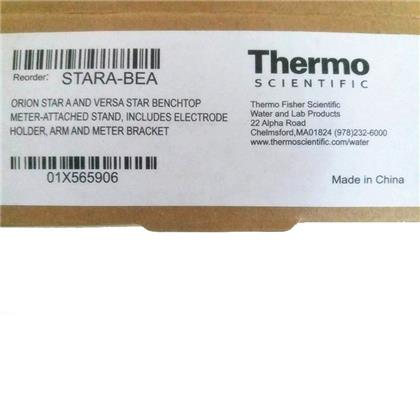 Reorder: STARA-BEA
ORION STAR A AND VERSA STAR BENCHTOP
METER-ATTACHED STAND, INCLUDES ELECTRODE
HOLDER, ARM AND METER BRACKET
01X565906
Thermo
SCIENTIFIC
Thermo Fisher Scientific
Water and Lab Products
22 Alpha Road
Chelmsford,MA01824 (978)232-6000
www.thermoscientific.com/water
Made in China